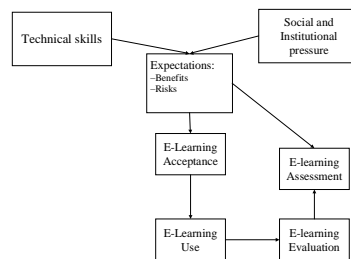 Technical skills
Social and
Institutional
pressure
Expectations:
–Benefits
–Risks
E-Learning
Acceptance
E-learning
Assessment
E-Learning
Use
E-learning
Evaluation